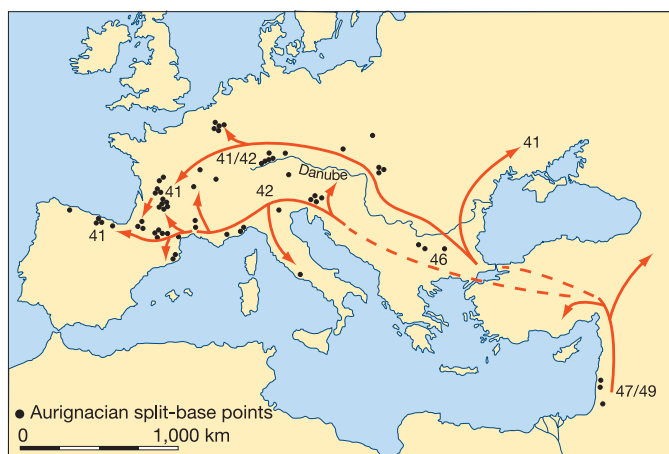 41
41/42
Danube
41
42
41
46
47/49
Aurignacian split-base points
0 1,000 km